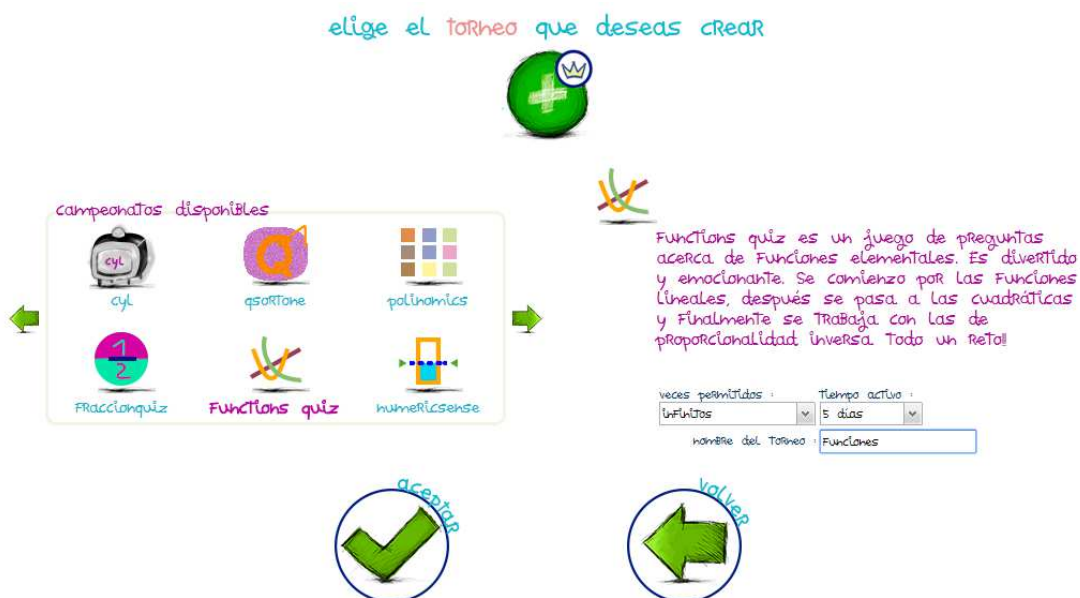 elige el torneo que deseas crear
campeonatos disponibles
cyl
cyl
qsortone
polinomics
1
2
Fraccionquiz
Functions quiz
numericsense
Functions quiz es un juego de preguntas
acerca de Funciones elementales. Es divertido
y emocionante. Se comienzo por las Funciones
lineales, después se pasa a las cuadráticas
y Finalmente se trabaja con las de
proporcionalidad inversa Todo un reto!!
veces permitidos : Tiempo activo :
infinitos 5 días
nombre del Torneo : Funciones
aceptar
volver